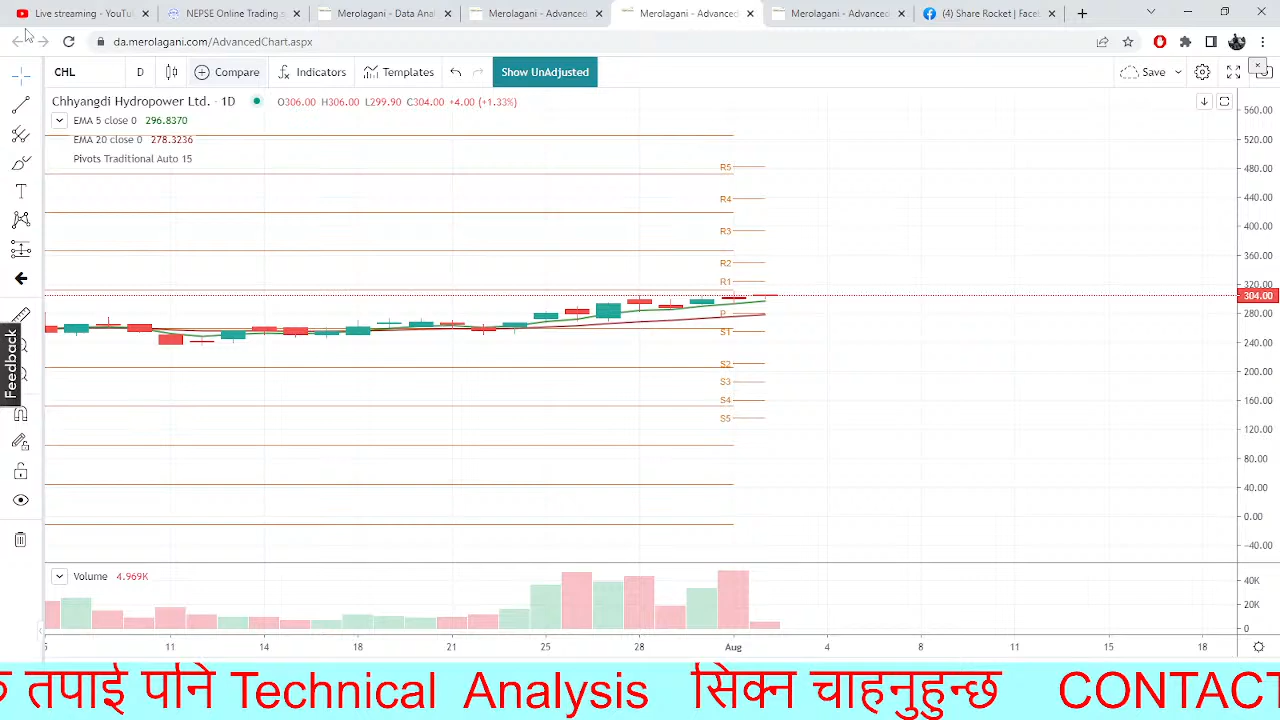 Live streaming - YouTu
NEPSE Online Trading s
Merolagani - Data Anal
Merolagani - Advanced
Merolagani - Advanced
Merolagani - Advanced
(4) Share Rocket | Face
da.merolagani.com/AdvancedChart.aspx
CHL D Compare Indicators Templates Show UnAdjusted Save
Chhyangdi Hydropower Ltd. · 1D O306.00 H306.00 L299.90 C304.00 +4.00 (+1.33%)
EMA 5 close 0 296.8370
EMA 20 close 0 278.3236
Pivots Traditional Auto 15
R5
R4
R3
R2
R1
P
S1
S2
S3
S4
S5
560.00
520.00
480.00
440.00
400.00
360.00
320.00
304.00
280.00
240.00
200.00
160.00
120.00
80.00
40.00
0.00
−40.00
Feedback
Volume 4.969K
40K
20K
0
11 14 18 21 25 28 Aug 4 8 11 15 18
तपाई पनि Technical Analysis सिक्न चाहनुहुन्छ CONTACT